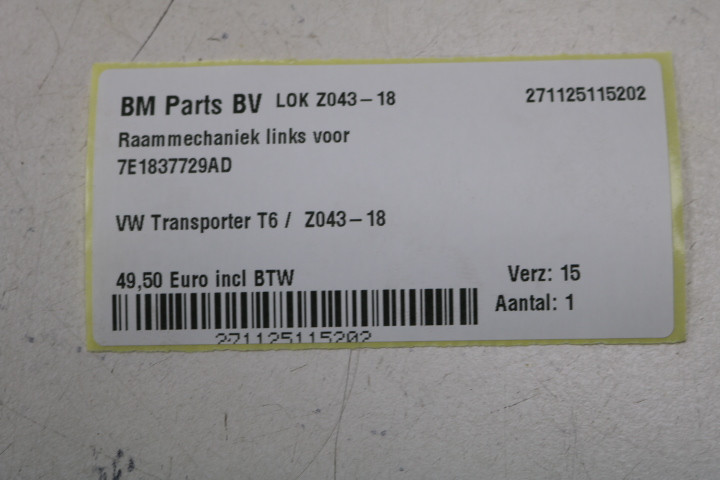 BM Parts BV LOK Z043-18 271125115202
Raammechaniek links voor
7E1837729AD
VW Transporter T6 / Z043-18
49,50 Euro incl BTW Verz: 15
Aantal: 1
271125115202